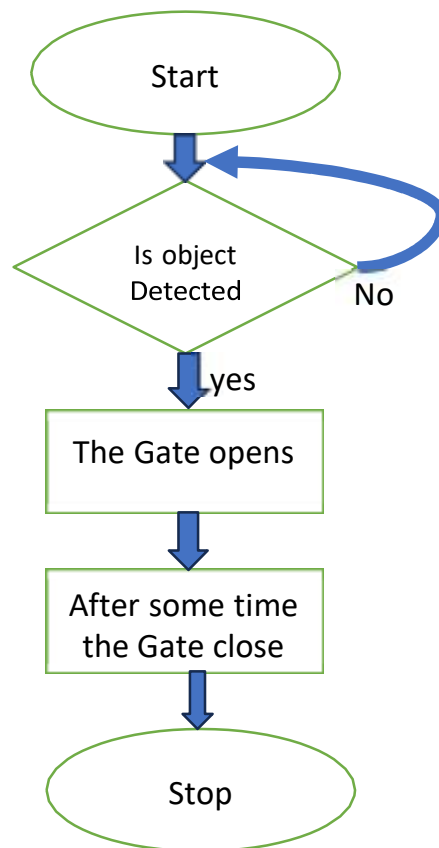 Start
Is object
Detected
No
yes
The Gate opens
After some time
the Gate close
Stop